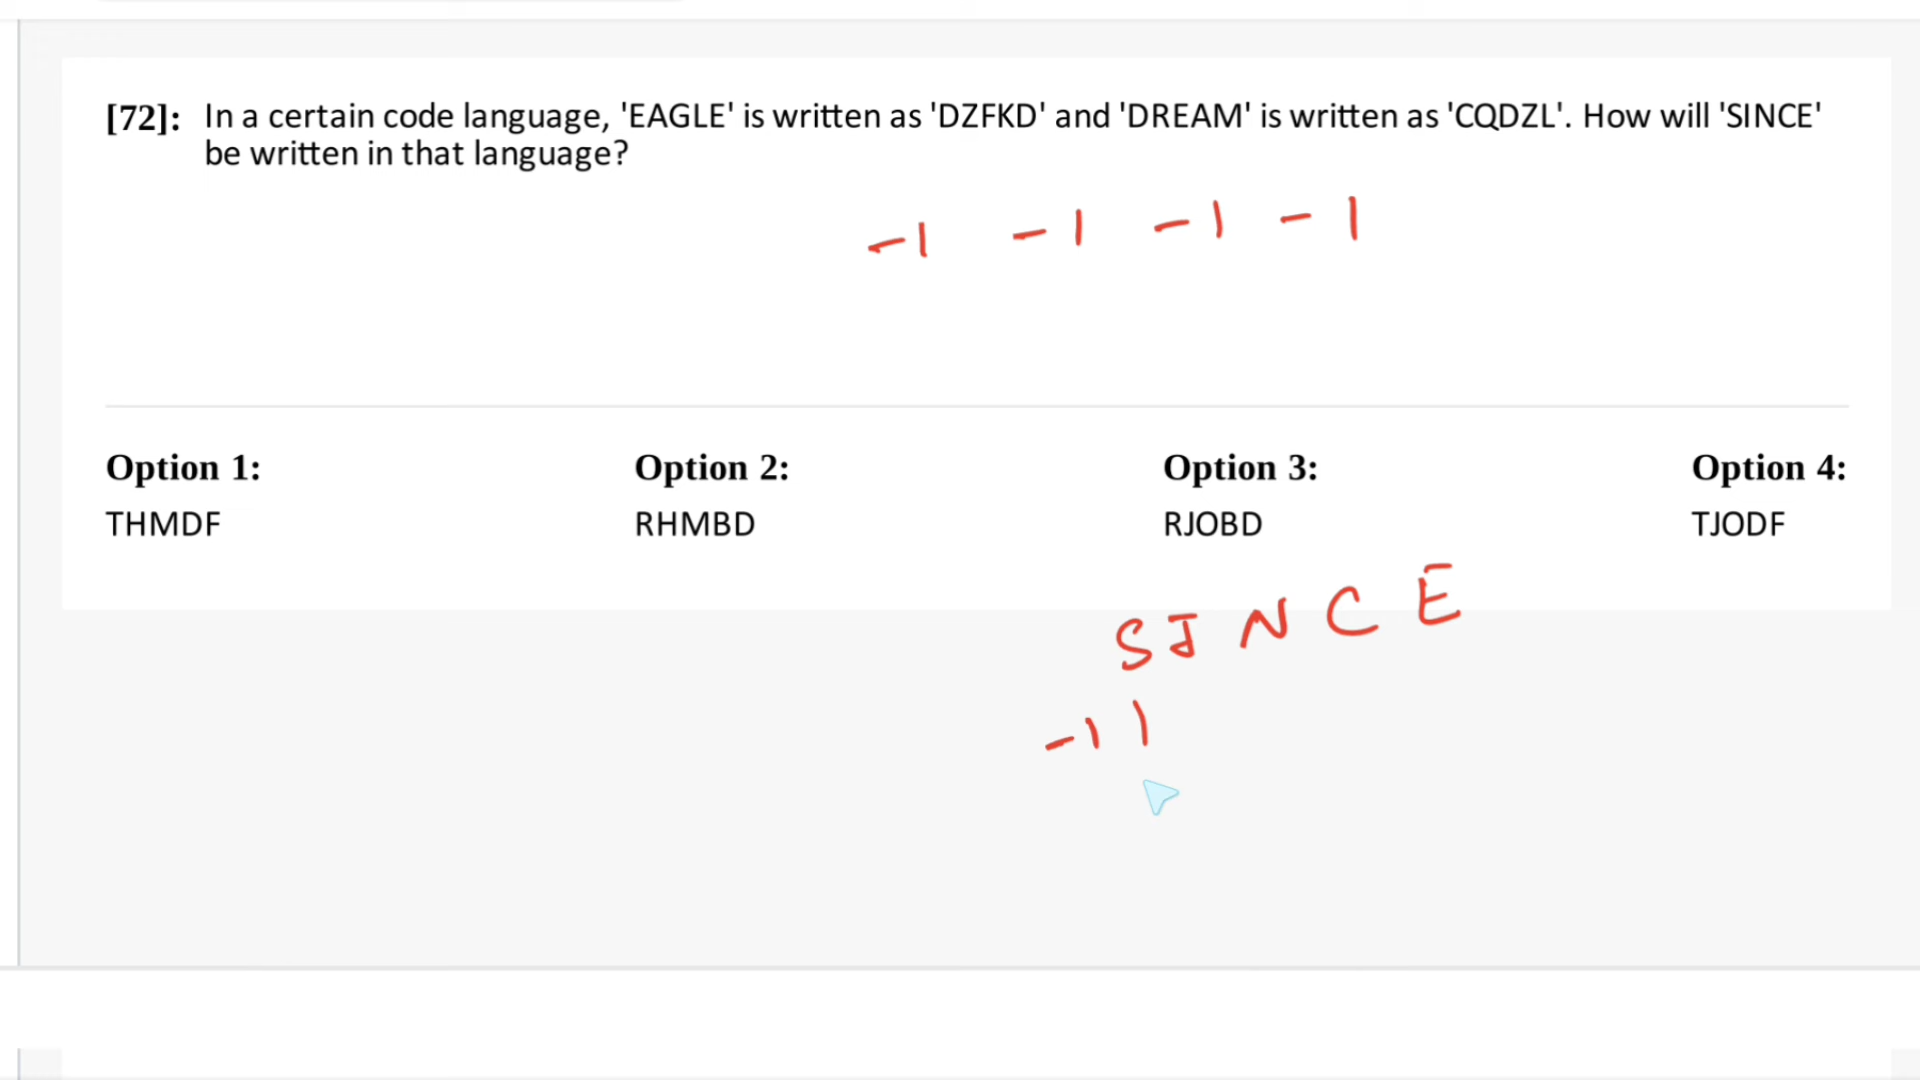 [72]: In a certain code language, 'EAGLE' is written as 'DZFKD' and 'DREAM' is written as 'CQDZL'. How will 'SINCE'
be written in that language?
-1 -1 -1 -1
Option 1: Option 2: Option 3: Option 4:
THMDF RHMBD RJOBD TJODF
SINCE
-1 1